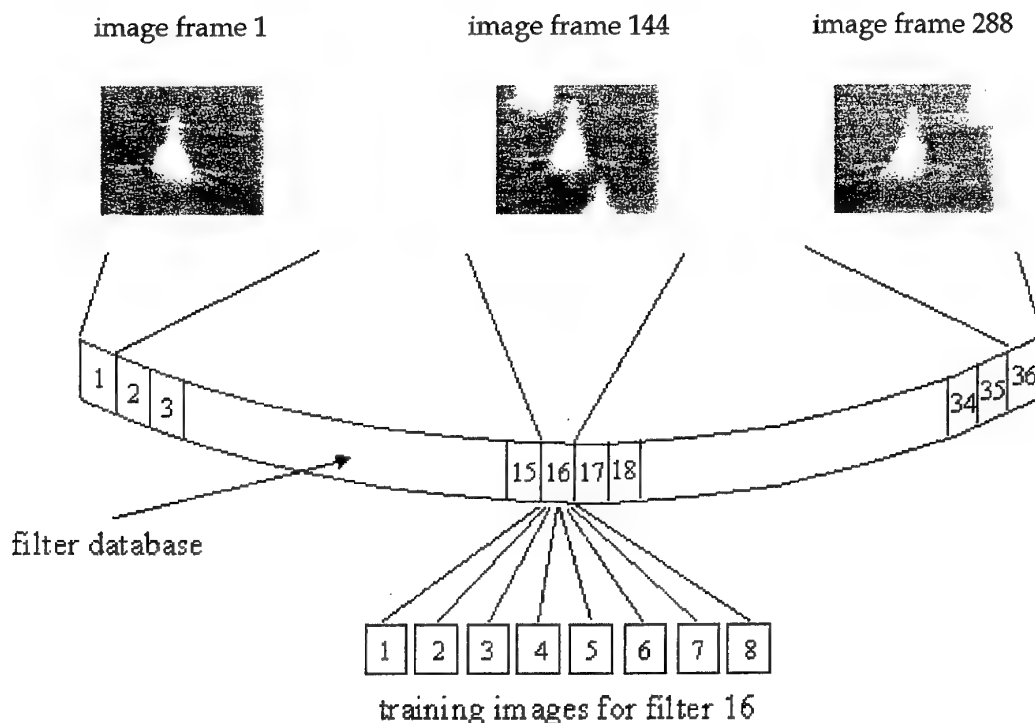 image frame 1 image frame 144 image frame 288
1 2 3 15 16 17 18 34 35 36
filter database
1 2 3 4 5 6 7 8
training images for filter 16